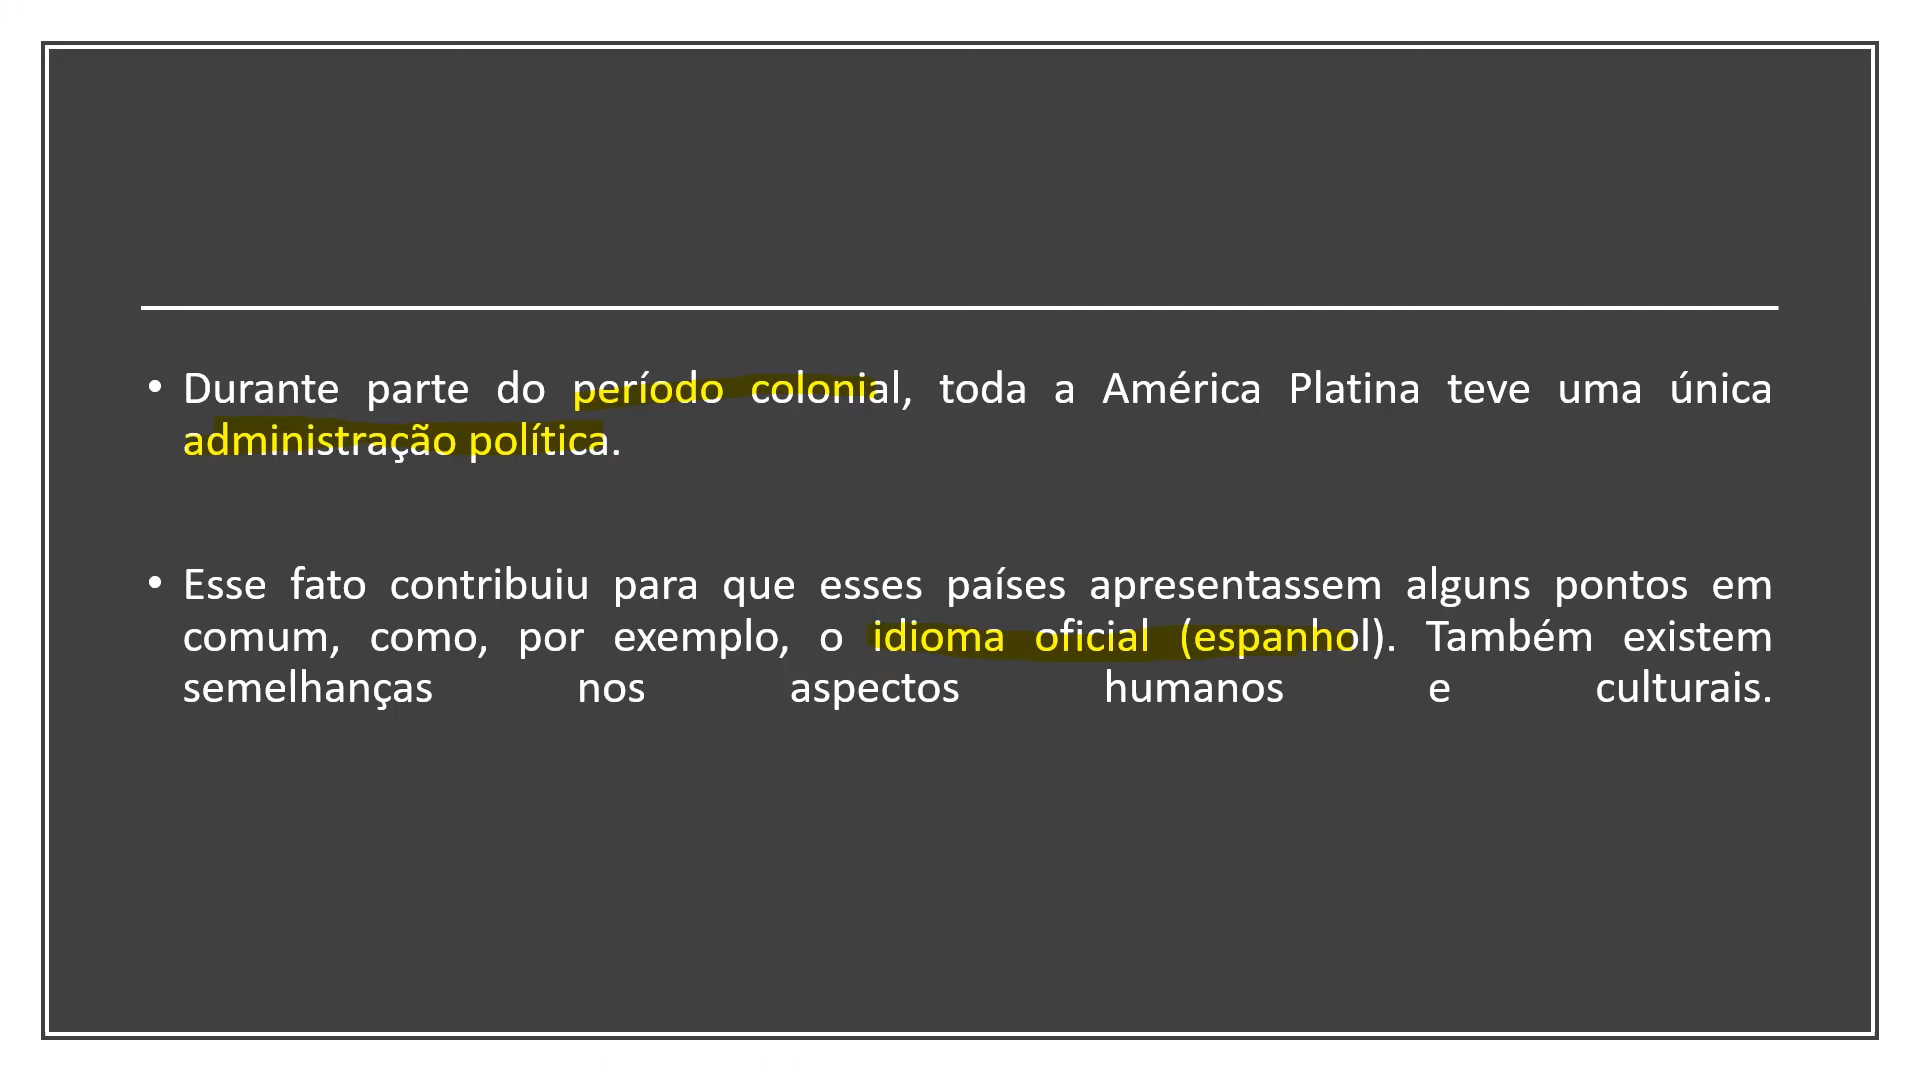 • Durante parte do período colonial, toda a América Platina teve uma única
administração política.
• Esse fato contribuiu para que esses países apresentassem alguns pontos em
comum, como, por exemplo, o idioma oficial (espanhol). Também existem
semelhanças nos aspectos humanos e culturais.